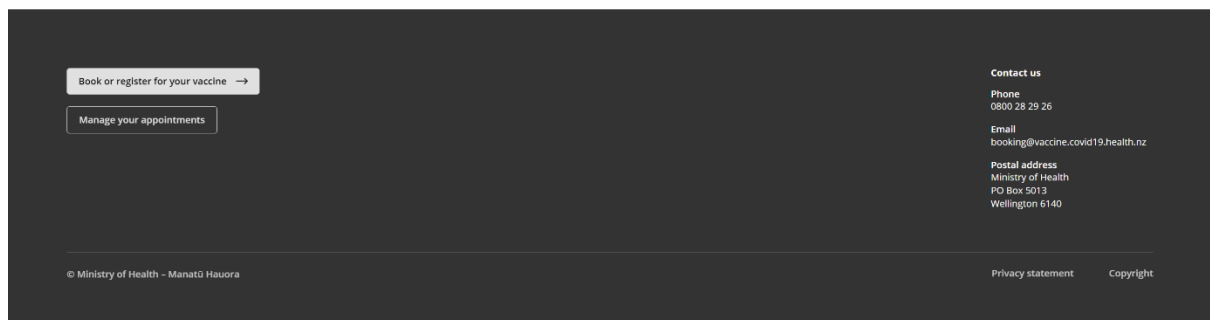 Book or register for your vaccine →
Manage your appointments
Contact us
Phone
0800 28 29 26
Email
booking@vaccine.covid19.health.nz
Postal address
Ministry of Health
PO Box 5013
Wellington 6140
© Ministry of Health – Manatū Hauora
Privacy statement Copyright